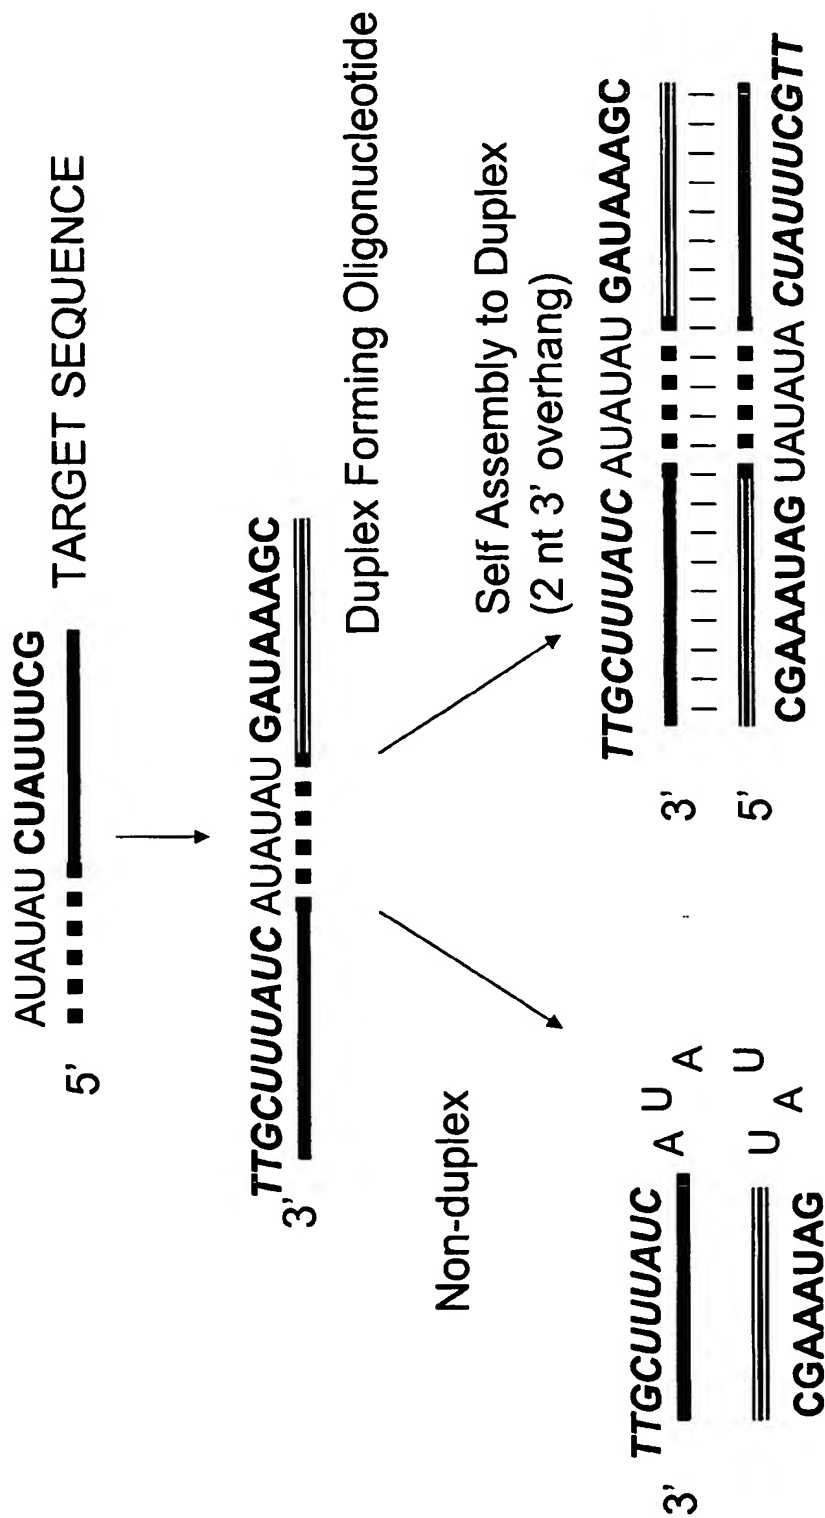 AUAUAU CUAUUUCG
5' TARGET SEQUENCE
TTGCUUUAUC AUAUAU GAUAAAGC
3'
Duplex Forming Oligonucleotide
Non-duplex
Self Assembly to Duplex
(2 nt 3' overhang)
TTGCUUUAUC
3'
A U A U A U
CGAAAUAG
TTGCUUUAUC AUAUAU GAUAAAGC
3'
5'
CGAAAUAG UAUAUA CUAUUUCGTT